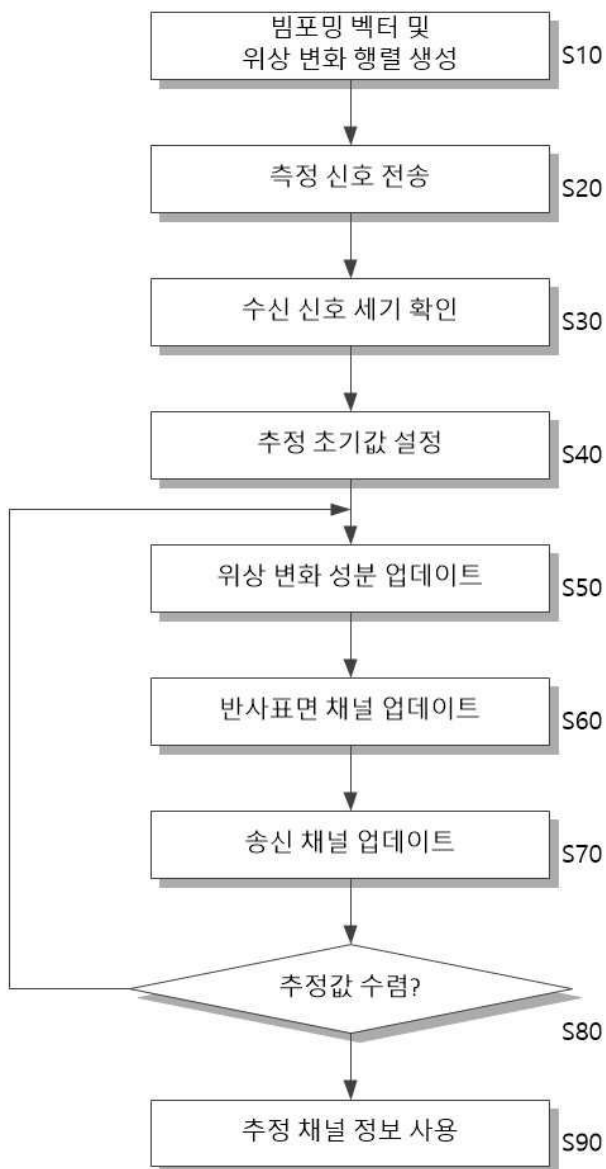 빔포밍 벡터 및
위상 변화 행렬 생성
S10
측정 신호 전송
S20
수신 신호 세기 확인
S30
추정 초기값 설정
S40
위상 변화 성분 업데이트
S50
반사표면 채널 업데이트
S60
송신 채널 업데이트
S70
추정값 수렴?
S80
추정 채널 정보 사용
S90